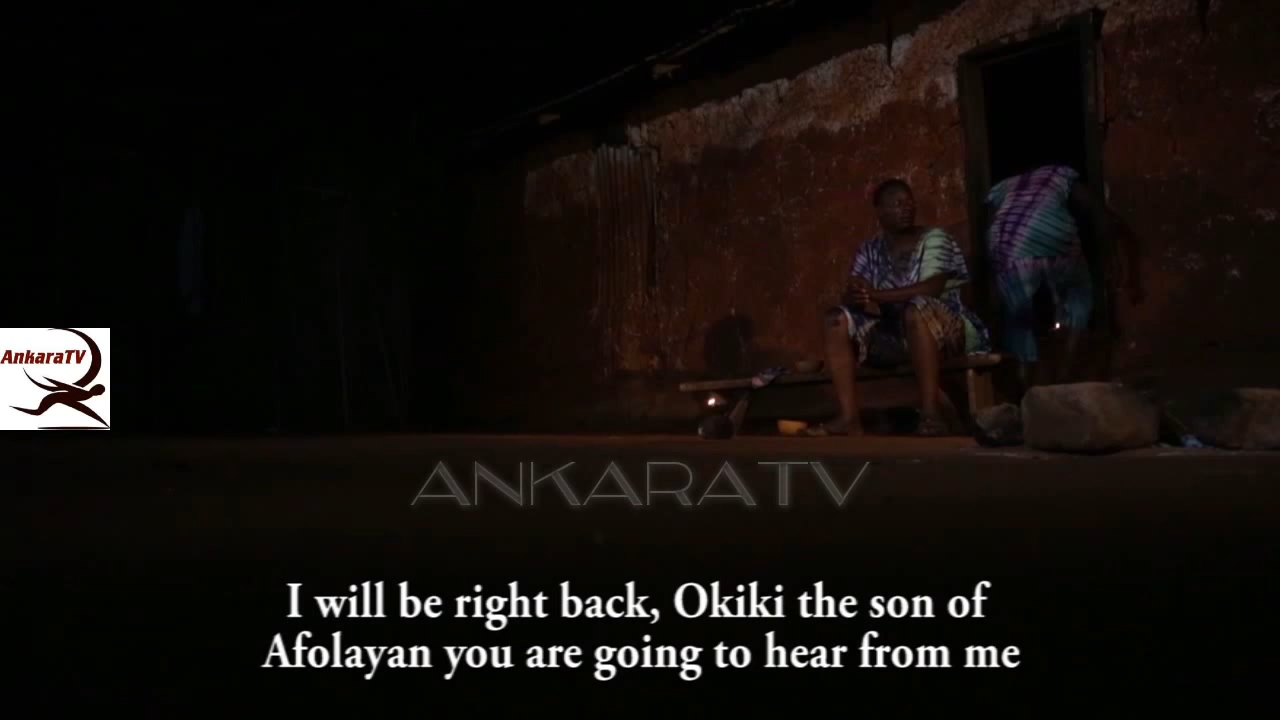 AnkaraTV
ANKARATV
I will be right back, Okiki the son of
Afolayan you are going to hear from me